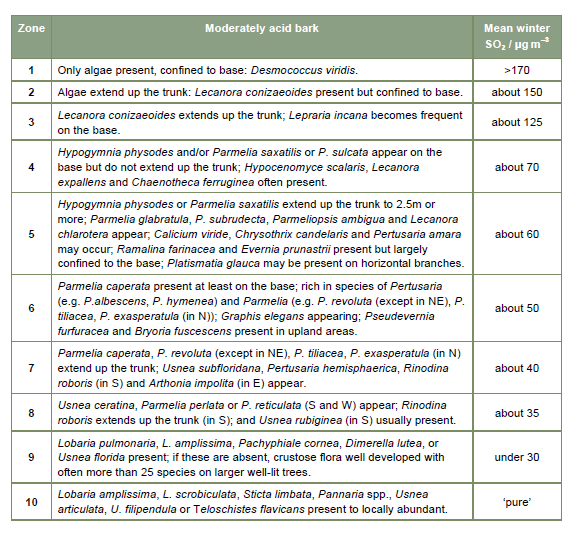 Zone Moderately acid bark Mean winter
SO₂ / µg m⁻³
1 Only algae present, confined to base: Desmococcus viridis. >170
2 Algae extend up the trunk: Lecanora conizaeoides present but confined to base. about 150
3 Lecanora conizaeoides extends up the trunk; Lepraria incana becomes frequent
on the base. about 125
4 Hypogymnia physodes and/or Parmelia saxatilis or P. sulcata appear on the
base but do not extend up the trunk; Hypocenomyce scalaris, Lecanora
expallens and Chaenotheca ferruginea often present. about 70
5 Hypogymnia physodes or Parmelia saxatilis extend up the trunk to 2.5m or
more; Parmelia glabratula, P. subrudecta, Parmeliopsis ambigua and Lecanora
chlarotera appear; Calicium viride, Chrysothrix candelaris and Pertusaria amara
may occur; Ramalina farinacea and Evernia prunastrii present but largely
confined to the base; Platismatia glauca may be present on horizontal branches. about 60
6 Parmelia caperata present at least on the base; rich in species of Pertusaria
(e.g. P.albescens, P. hymenea) and Parmelia (e.g. P. revoluta (except in NE), P.
tiliacea, P. exasperatula (in N)); Graphis elegans appearing; Pseudevernia
furfuracea and Bryoria fuscescens present in upland areas. about 50
7 Parmelia caperata, P. revoluta (except in NE), P. tiliacea, P. exasperatula (in N)
extend up the trunk; Usnea subfloridana, Pertusaria hemisphaerica, Rinodina
roboris (in S) and Arthonia impolita (in E) appear. about 40
8 Usnea ceratina, Parmelia perlata or P. reticulata (S and W) appear; Rinodina
roboris extends up the trunk (in S); and Usnea rubiginea (in S) usually present. about 35
9 Lobaria pulmonaria, L. amplissima, Pachyphiale cornea, Dimerella lutea, or
Usnea florida present; if these are absent, crustose flora well developed with
often more than 25 species on larger well-lit trees. under 30
10 Lobaria amplissima, L. scrobiculata, Sticta limbata, Pannaria spp., Usnea
articulata, U. filipendula or Teloschistes flavicans present to locally abundant. ‘pure’